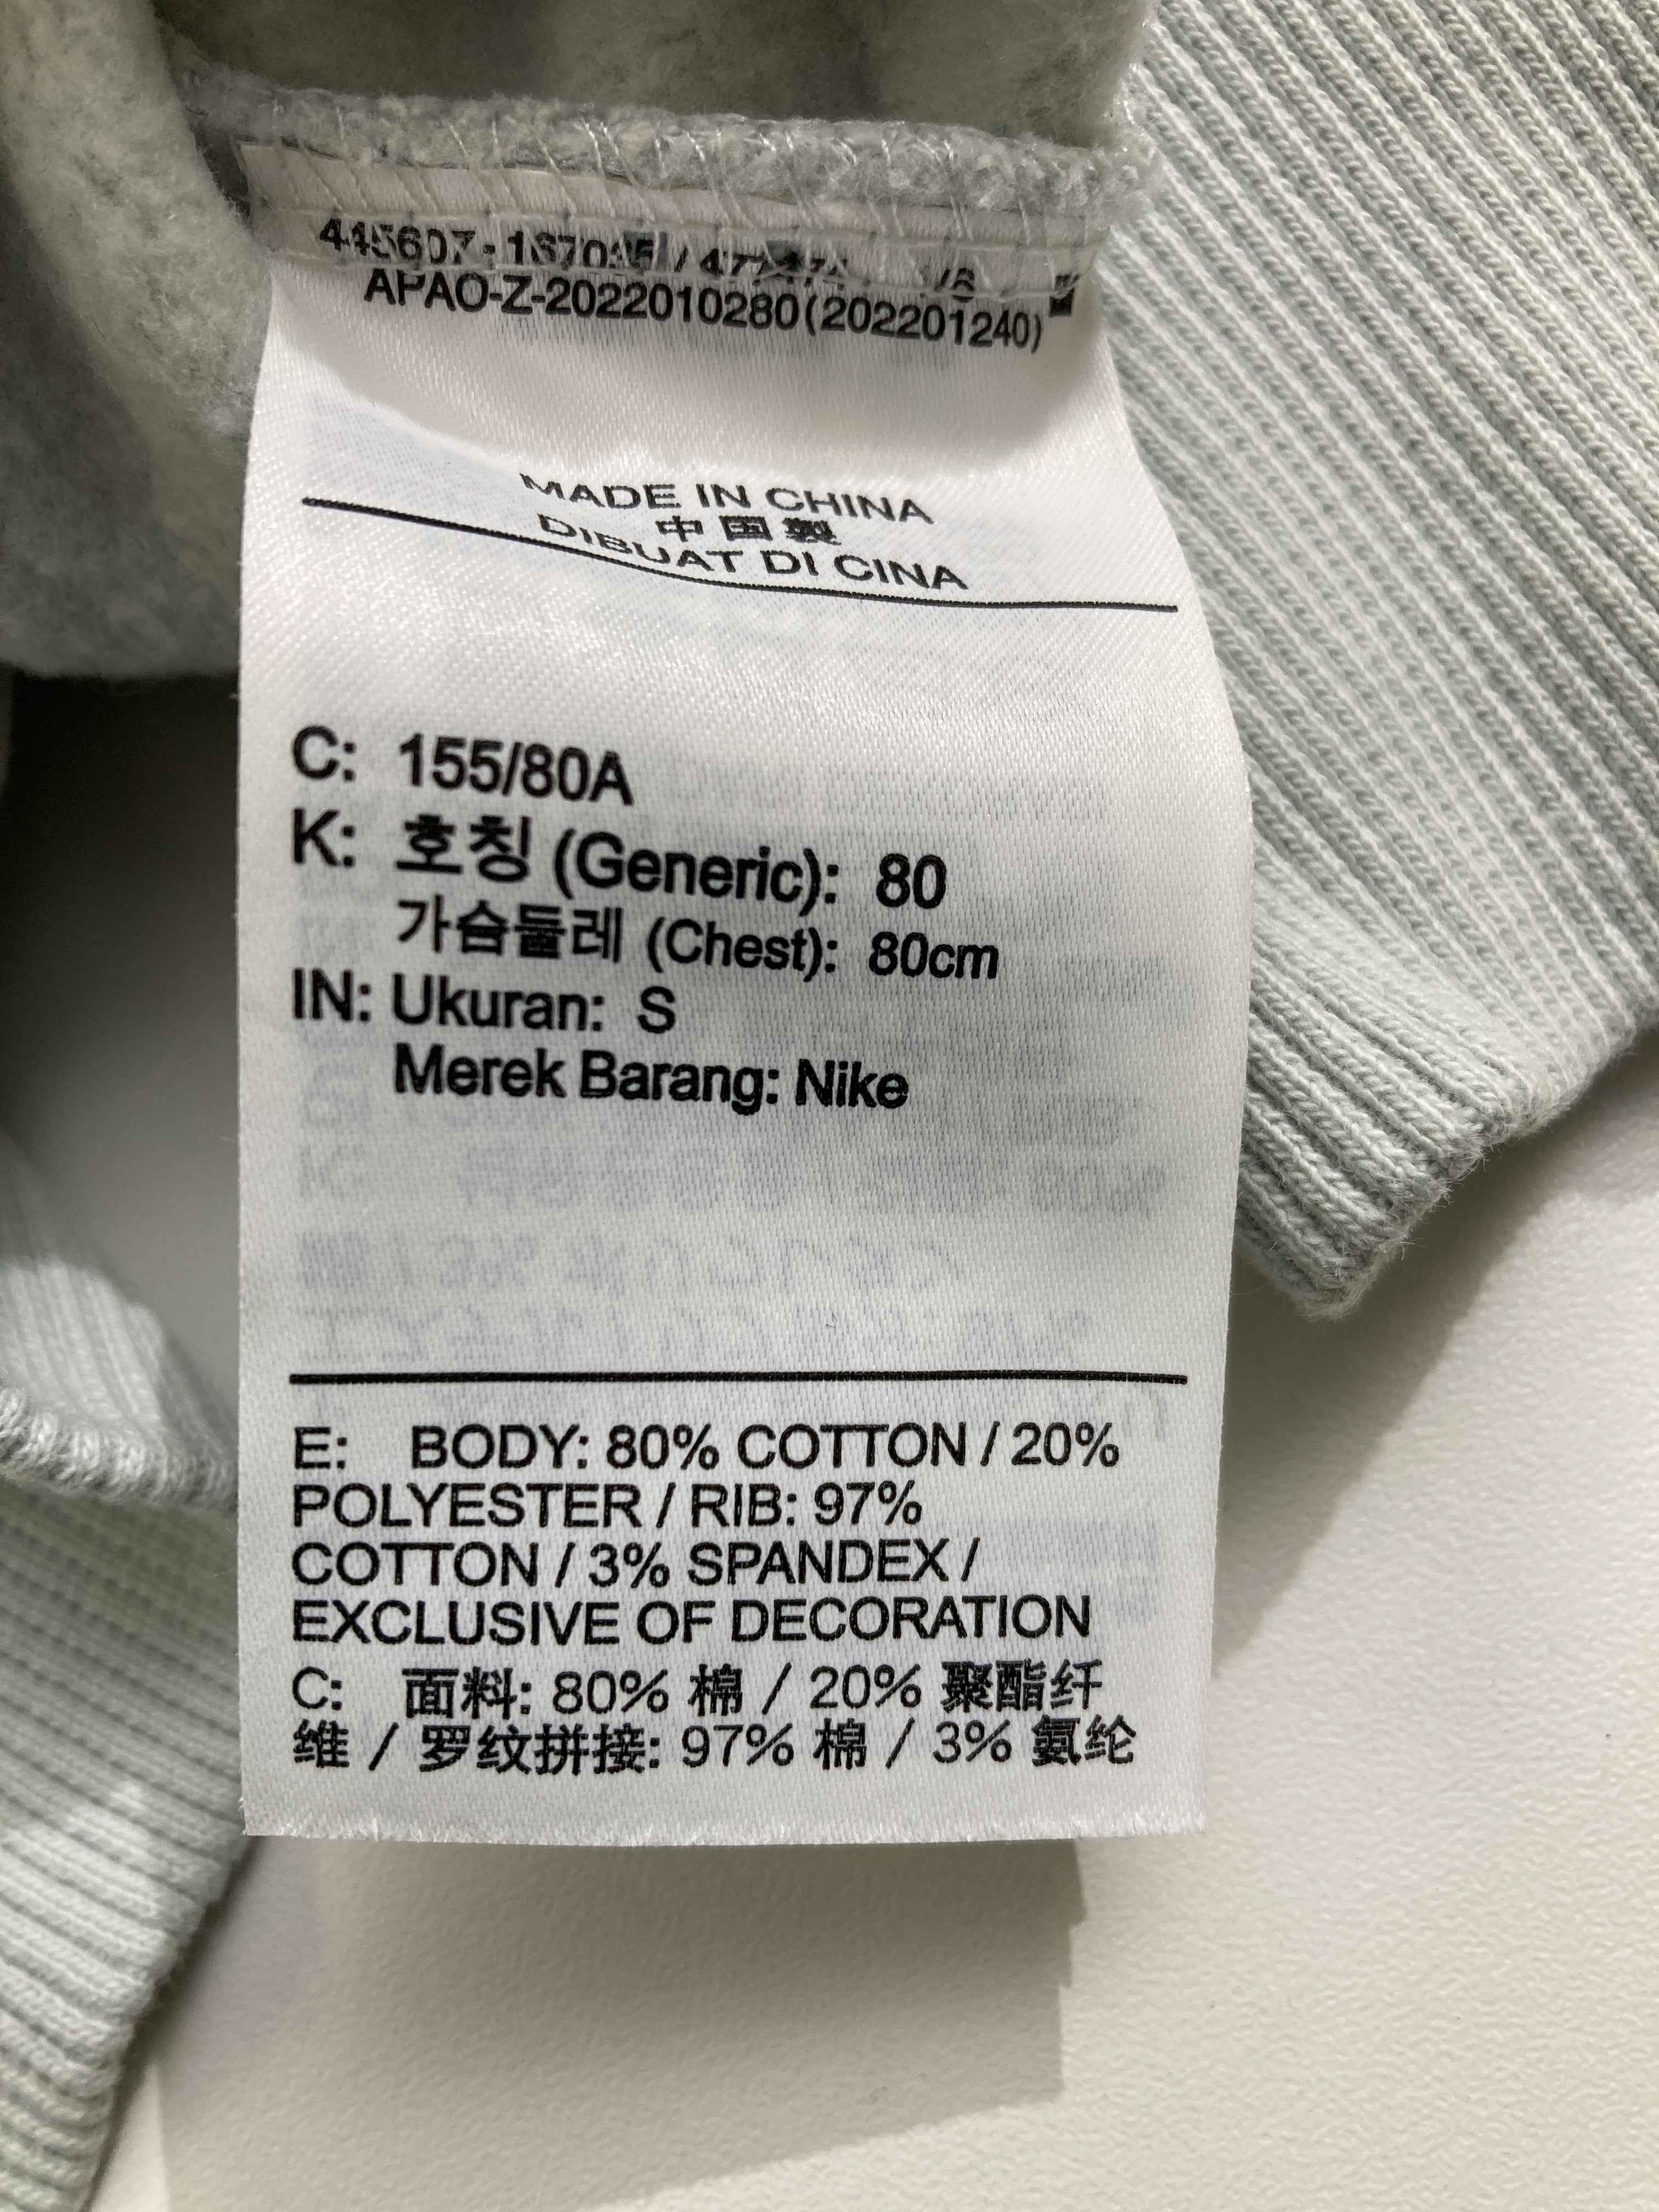 APAO-Z-2022010280(202201240)
MADE IN CHINA
中国製
DIBUAT DI CINA
C: 155/80A
K: 호칭 (Generic): 80
가슴둘레 (Chest): 80cm
IN: Ukuran: S
Merek Barang: Nike
E: BODY: 80% COTTON / 20%
POLYESTER / RIB: 97%
COTTON / 3% SPANDEX /
EXCLUSIVE OF DECORATION
C: 面料: 80% 棉 / 20% 聚酯纤
维 / 罗纹拼接: 97% 棉 / 3% 氨纶